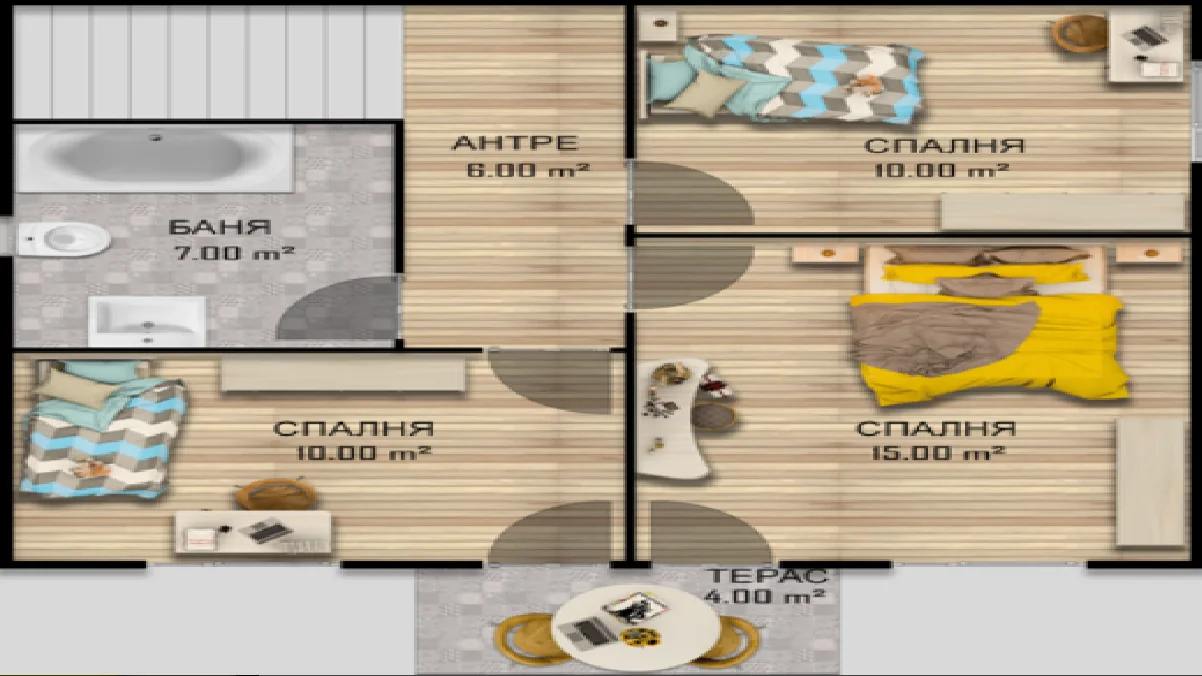 АНТРЕ
6.00 m²
СПАЛНЯ
10.00 m²
БАНЯ
7.00 m²
СПАЛНЯ
10.00 m²
СПАЛНЯ
15.00 m²
ТЕРАС
4.00 m²